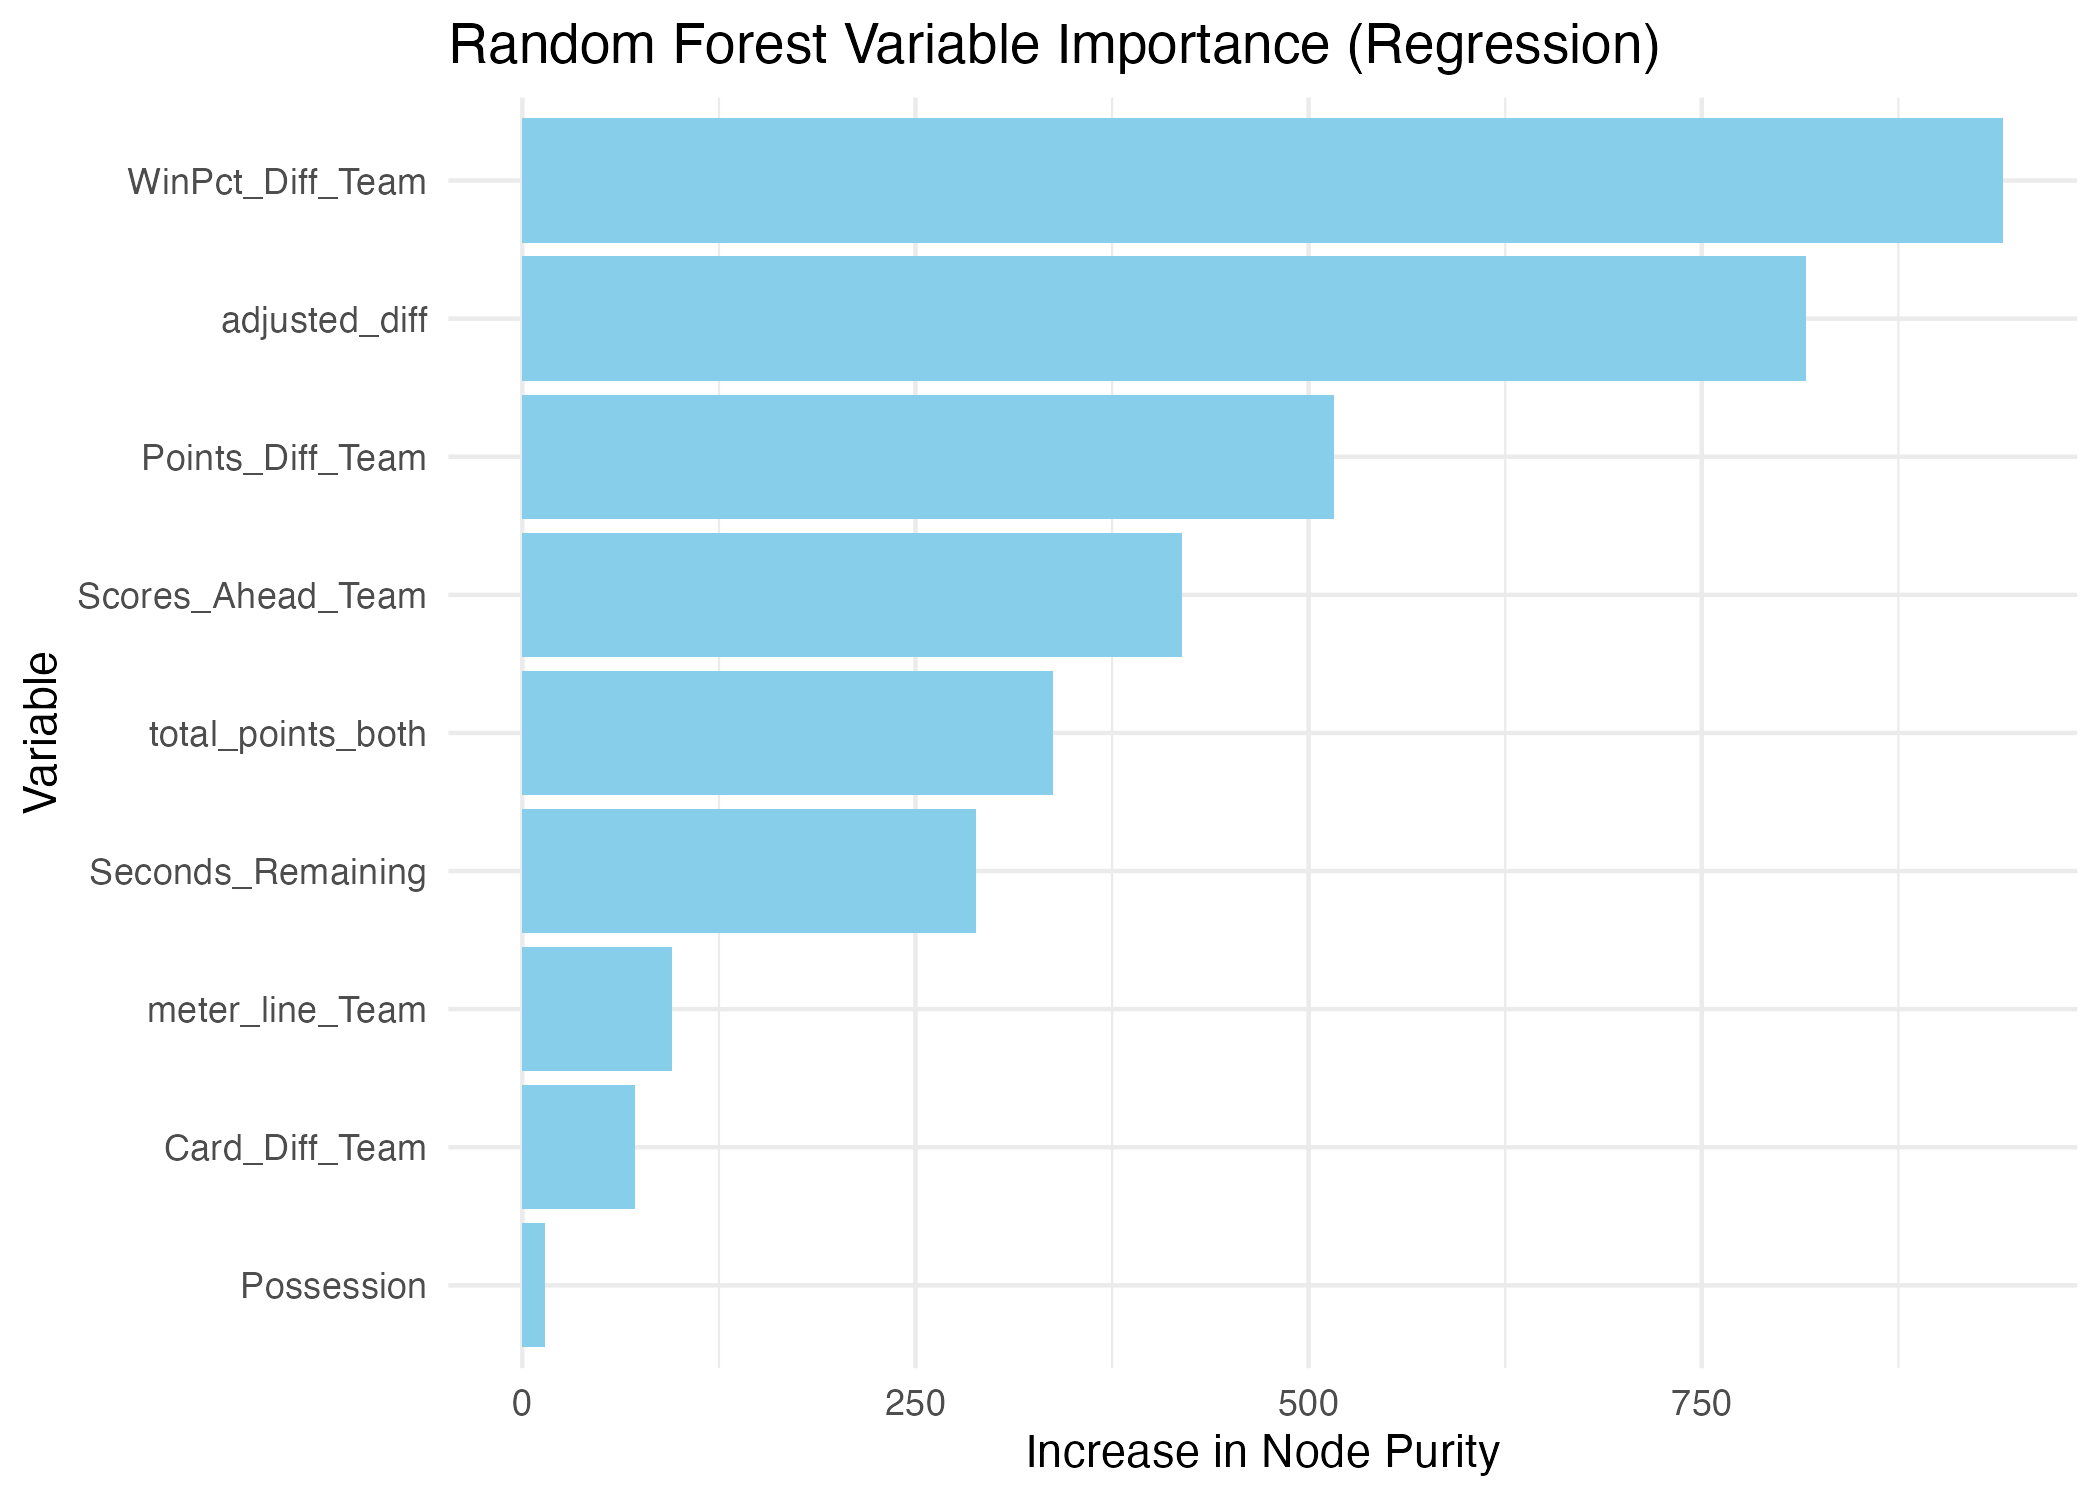 Random Forest Variable Importance (Regression)
WinPct_Diff_Team
adjusted_diff
Points_Diff_Team
Scores_Ahead_Team
total_points_both
Seconds_Remaining
meter_line_Team
Card_Diff_Team
Possession
Variable
0 250 500 750
Increase in Node Purity